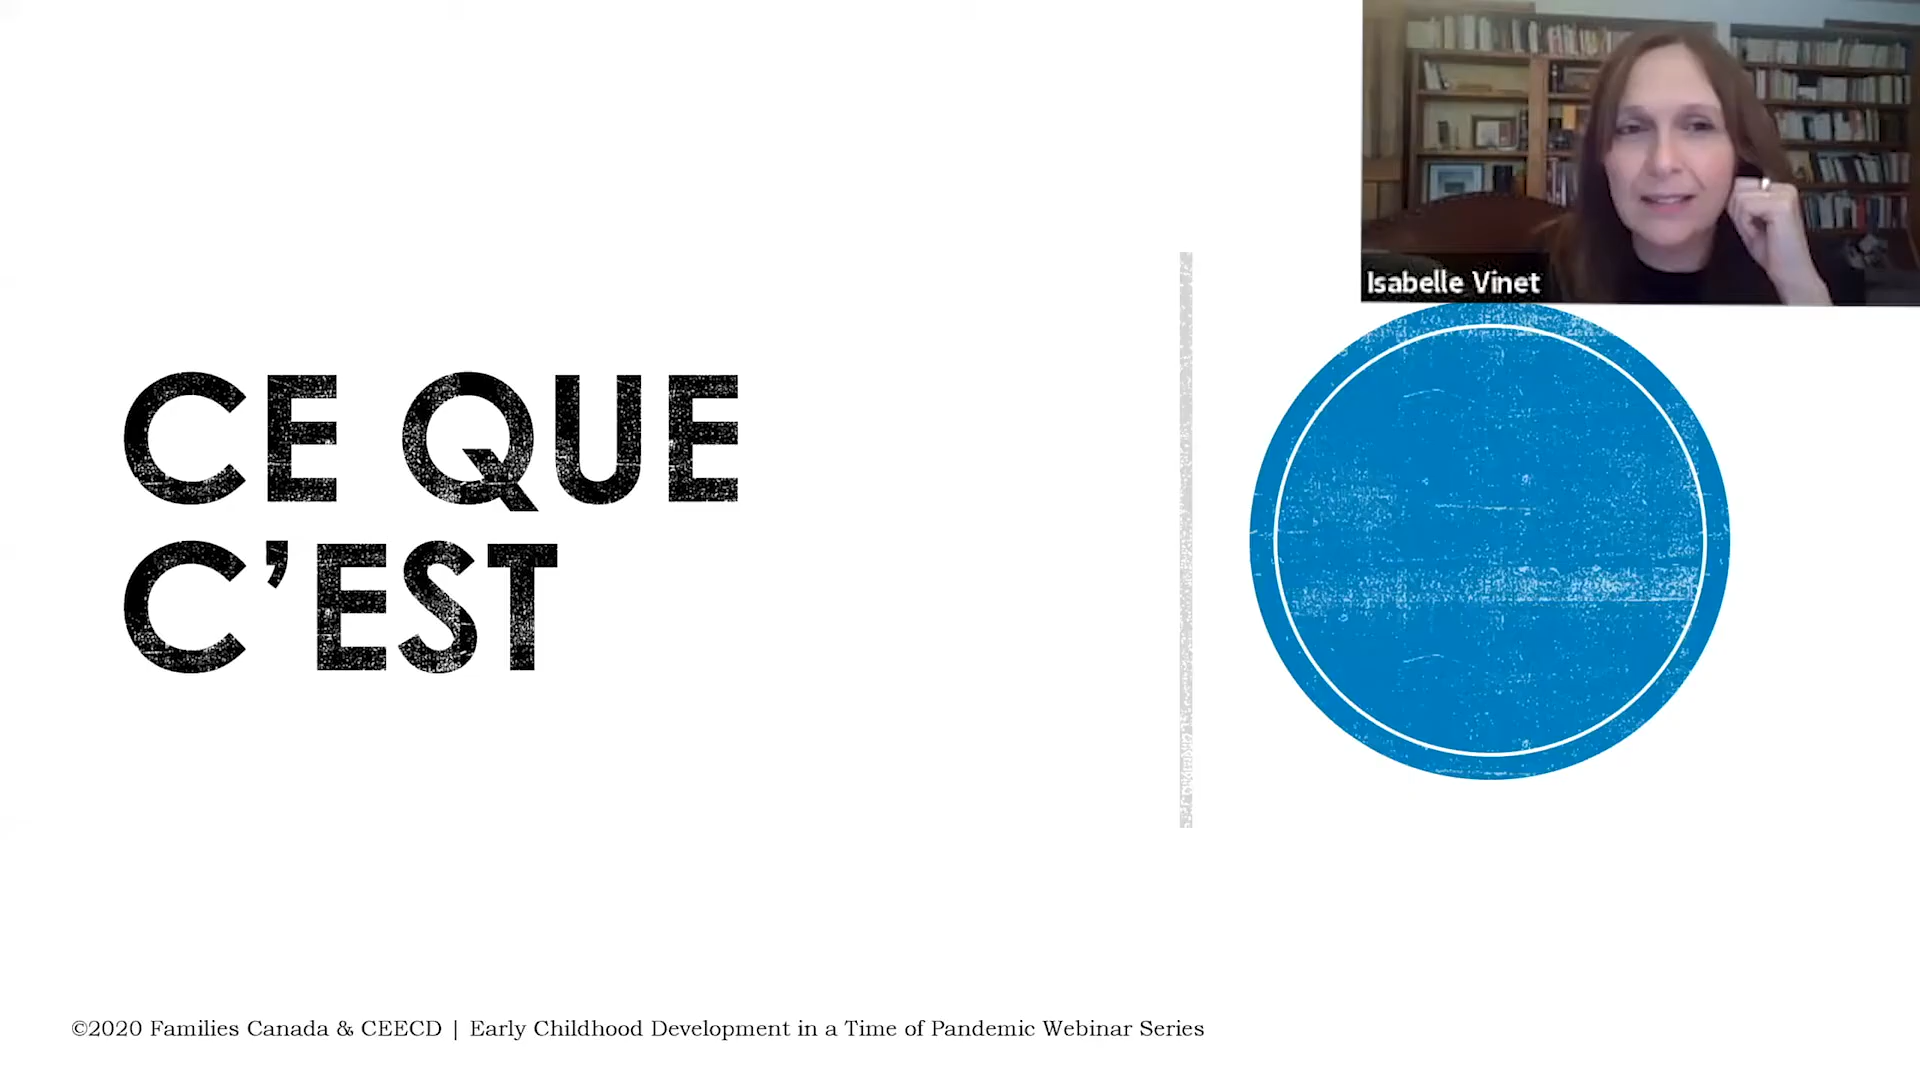 Isabelle Vinet
CE QUE
C’EST
©2020 Families Canada & CEECD | Early Childhood Development in a Time of Pandemic Webinar Series